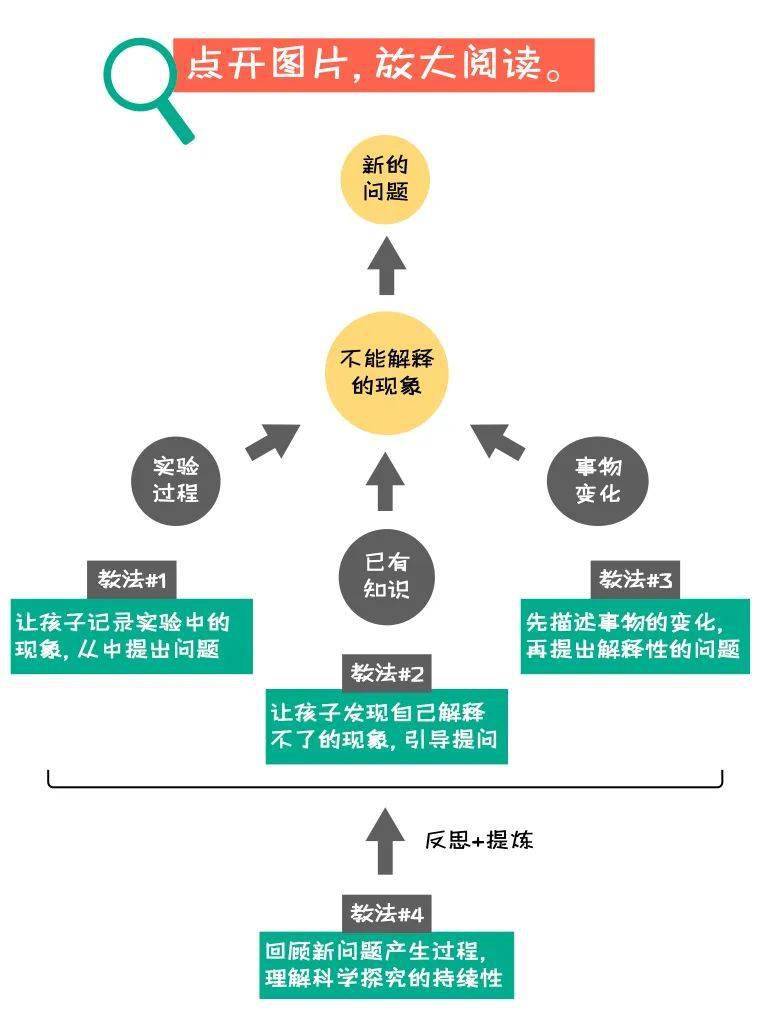 点开图片，放大阅读。
新的
问题
不能解释
的现象
实验
过程
事物
变化
已有
知识
教法#1
让孩子记录实验中的
现象，从中提出问题
教法#3
先描述事物的变化，
再提出解释性的问题
教法#2
让孩子发现自己解释
不了的现象，引导提问
反思+提炼
教法#4
回顾新问题产生过程，
理解科学探究的持续性